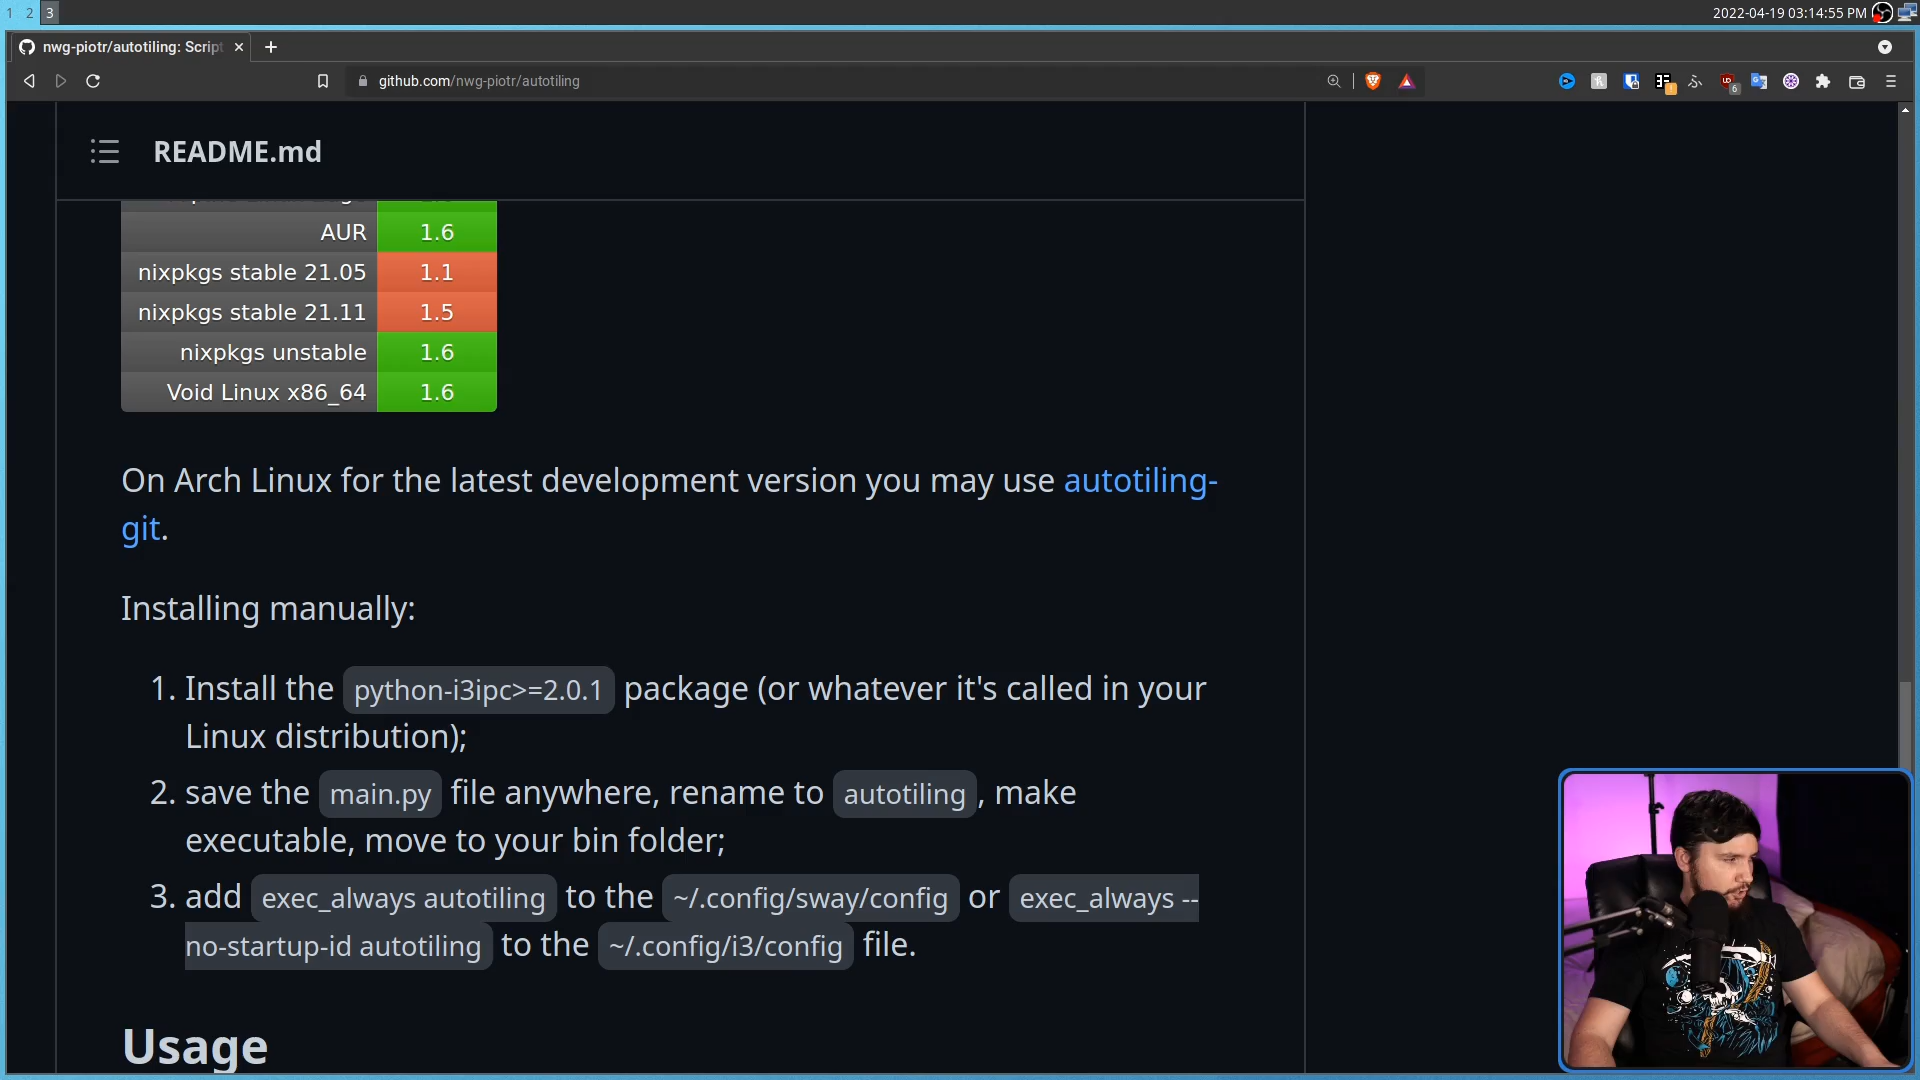 1 2 3
2022-04-19 03:14:55 PM
nwg-piotr/autotiling: Script
github.com/nwg-piotr/autotiling
6
README.md
AUR 1.6
nixpkgs stable 21.05 1.1
nixpkgs stable 21.11 1.5
nixpkgs unstable 1.6
Void Linux x86_64 1.6
On Arch Linux for the latest development version you may use autotiling-
git.
Installing manually:
1. Install the python-i3ipc>=2.0.1 package (or whatever it's called in your
Linux distribution);
2. save the main.py file anywhere, rename to autotiling, make
executable, move to your bin folder;
3. add exec_always autotiling to the ~/.config/sway/config or exec_always --
no-startup-id autotiling to the ~/.config/i3/config file.
Usage